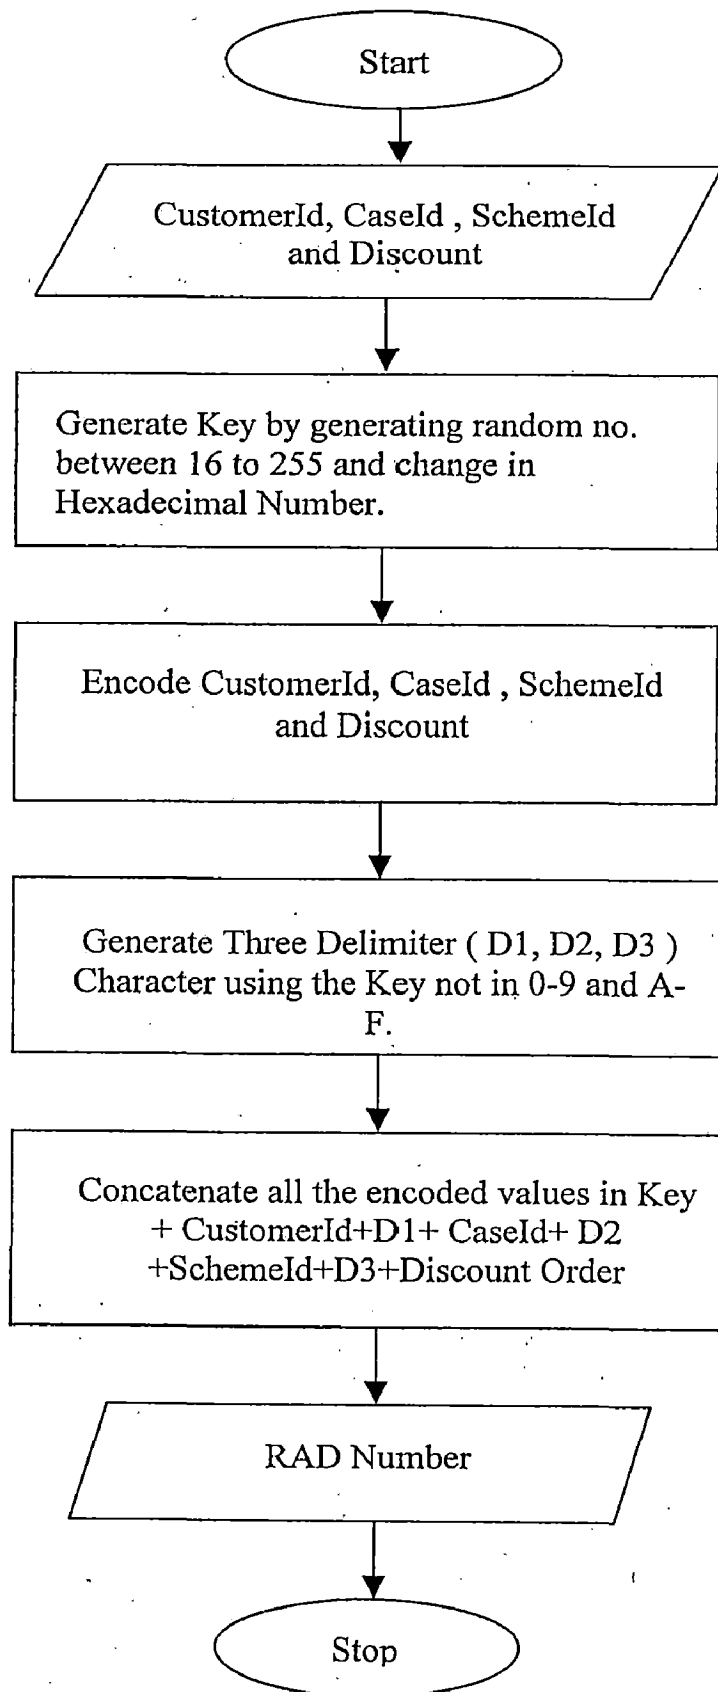 Start
CustomerId, CaseId , SchemeId
and Discount
Generate Key by generating random no.
between 16 to 255 and change in
Hexadecimal Number.
Encode CustomerId, CaseId , SchemeId
and Discount
Generate Three Delimiter ( D1, D2, D3 )
Character using the Key not in 0-9 and A-
F.
Concatenate all the encoded values in Key
+ CustomerId+D1+ CaseId+ D2
+SchemeId+D3+Discount Order
RAD Number
Stop